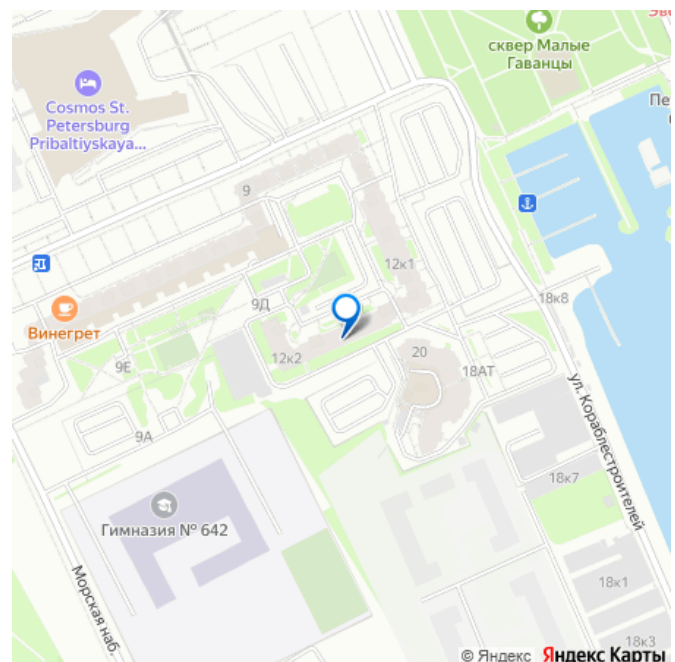 сквер Малые
Гаванцы
Cosmos St.
Petersburg
Pribaltiyskaya...
9
12к1
18к8
9Д
Винегрет
20
12к2
18АТ
9Е
ул. Кораблестроителей
9А
18к7
Гимназия № 642
Морская наб.
18к1
18к3
© Яндекс Яндекс Карты